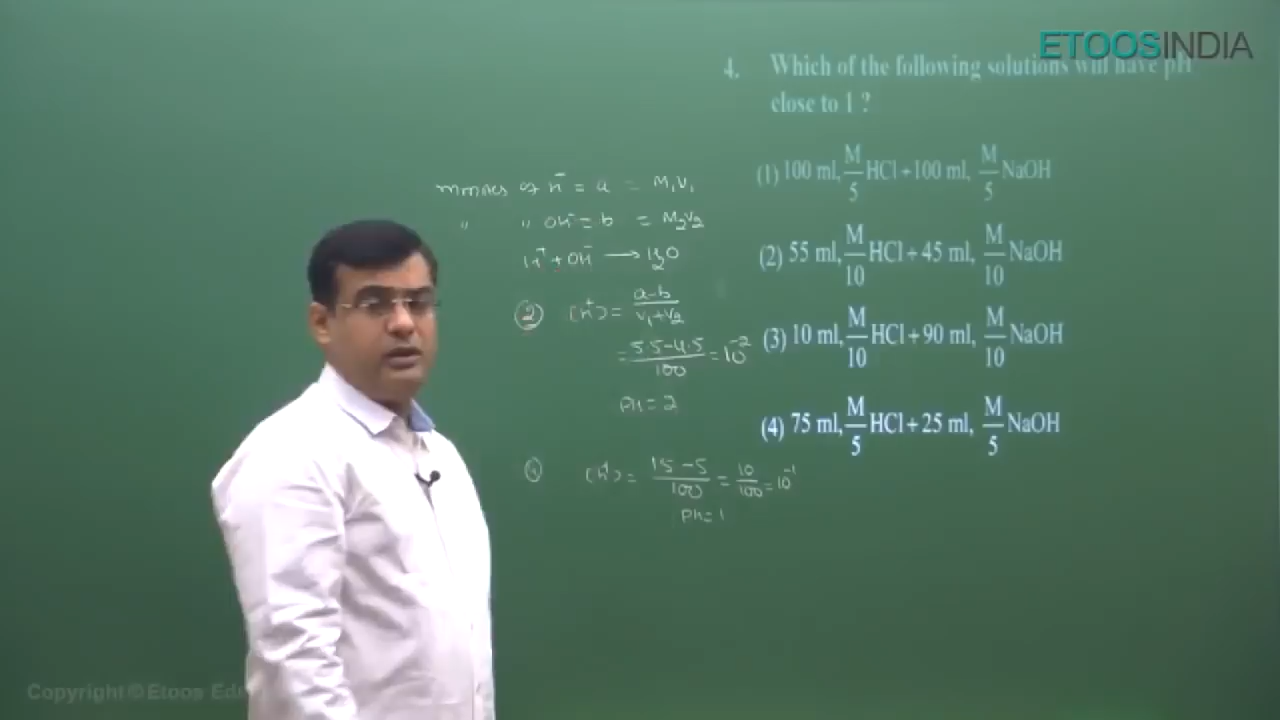 ETOOSINDIA
4. Which of the following solutions will have pH
close to 1 ?
(1) 100 ml, M/5 HCl + 100 ml, M/5 NaOH
(2) 55 ml, M/10 HCl + 45 ml, M/10 NaOH
(3) 10 ml, M/10 HCl + 90 ml, M/10 NaOH
(4) 75 ml, M/5 HCl + 25 ml, M/5 NaOH
mmoles of = a = M₁V₁
" " OH⁻ = b = M₂V₂
H⁺ + OH⁻ → H₂O
(2) [H⁺] = a-b/V₁+V₂
= 5.5-4.5/100 = 10⁻²
PH = 2
[H⁺] = 15-5/100 = 10/100 = 10⁻¹
PH = 1
Copyright © Etoos